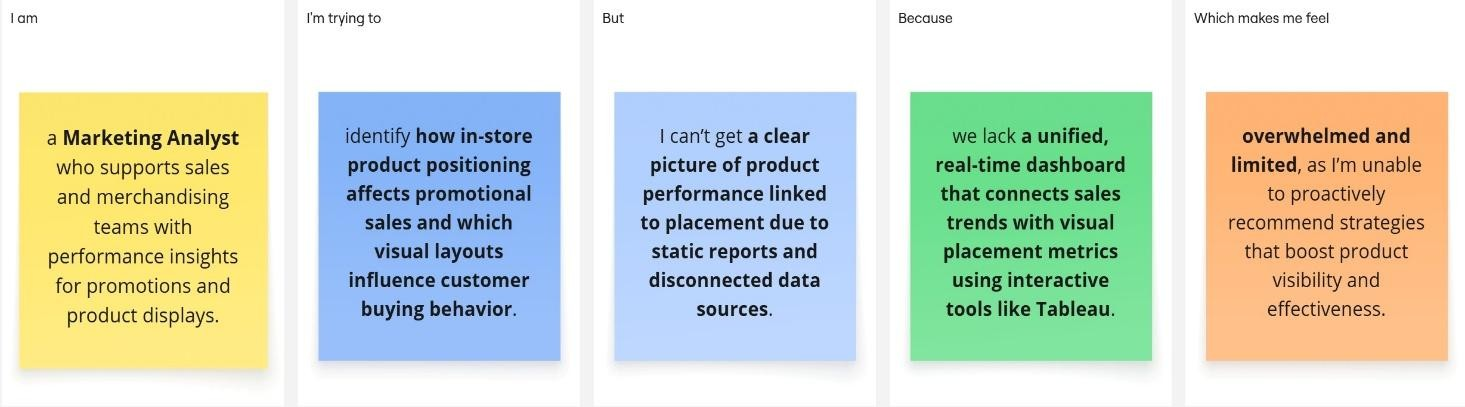 I am
a Marketing Analyst
who supports sales
and merchandising
teams with
performance insights
for promotions and
product displays.
I'm trying to
identify how in-store
product positioning
affects promotional
sales and which
visual layouts
influence customer
buying behavior.
But
I can’t get a clear
picture of product
performance linked
to placement due to
static reports and
disconnected data
sources.
Because
we lack a unified,
real-time dashboard
that connects sales
trends with visual
placement metrics
using interactive
tools like Tableau.
Which makes me feel
overwhelmed and
limited, as I’m unable
to proactively
recommend strategies
that boost product
visibility and
effectiveness.